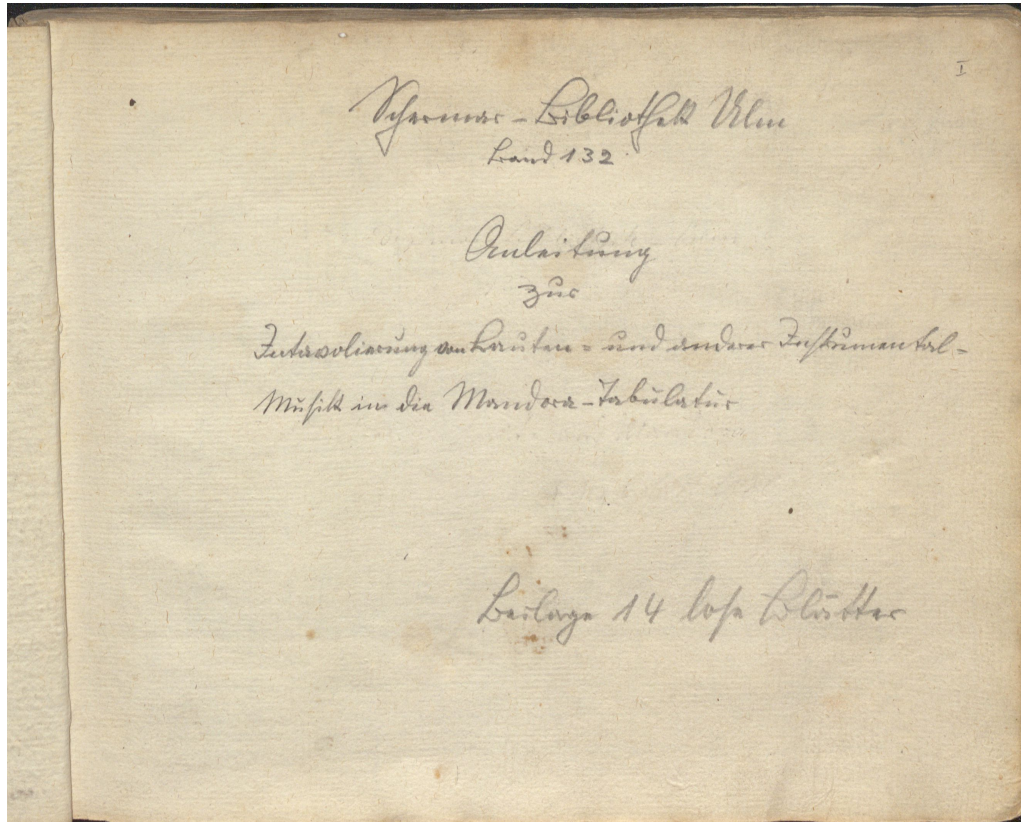 I
Schermar-Bibliothek Ulm
Band 132.
Anleitung
zur
Intavolierung von Lauten- und anderer Instrumental-
Musik in die Mandora-Tabulatur
Beilage 14 lose Blätter